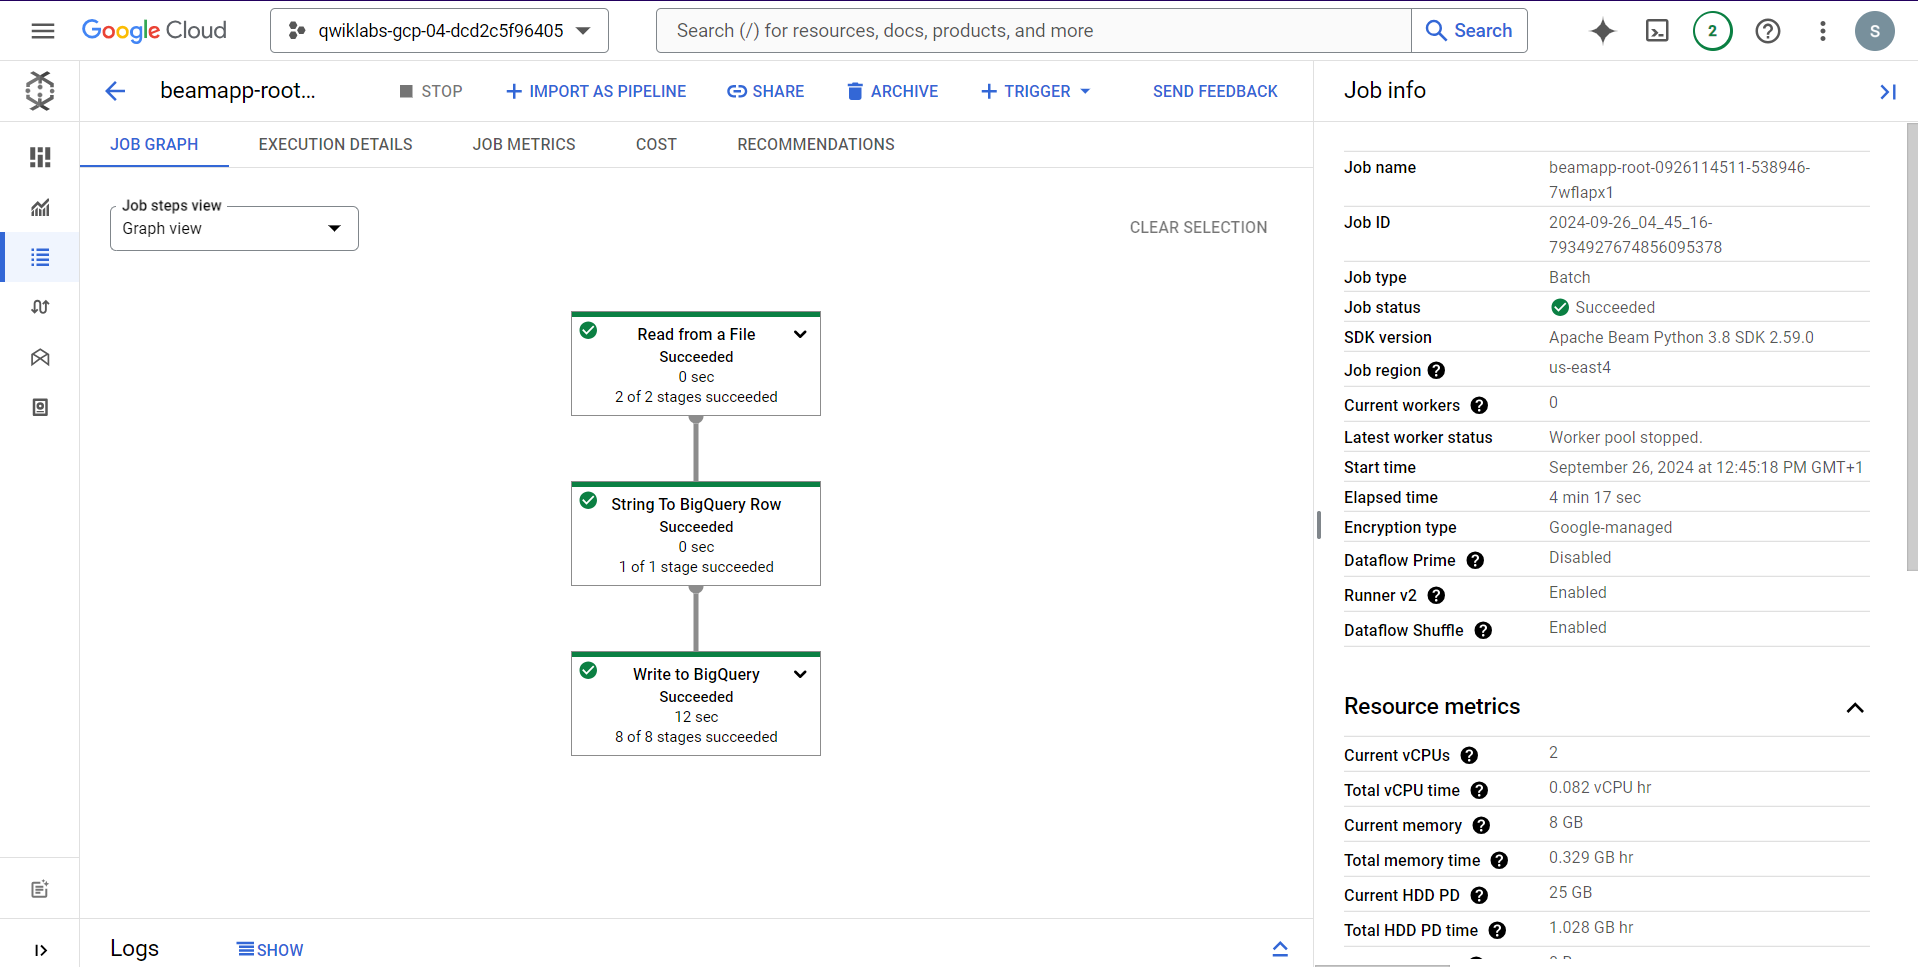 Google Cloud
qwiklabs-gcp-04-dcd2c5f96405
Search (/) for resources, docs, products, and more
Search
2
S
beamapp-root...
STOP
IMPORT AS PIPELINE
SHARE
ARCHIVE
TRIGGER
SEND FEEDBACK
JOB GRAPH
EXECUTION DETAILS
JOB METRICS
COST
RECOMMENDATIONS
Job steps view
Graph view
CLEAR SELECTION
Read from a File
Succeeded
0 sec
2 of 2 stages succeeded
String To BigQuery Row
Succeeded
0 sec
1 of 1 stage succeeded
Write to BigQuery
Succeeded
12 sec
8 of 8 stages succeeded
Logs
SHOW
Job info
Job name beamapp-root-0926114511-538946-
7wflapx1
Job ID 2024-09-26_04_45_16-
7934927674856095378
Job type Batch
Job status Succeeded
SDK version Apache Beam Python 3.8 SDK 2.59.0
Job region us-east4
Current workers 0
Latest worker status Worker pool stopped.
Start time September 26, 2024 at 12:45:18 PM GMT+1
Elapsed time 4 min 17 sec
Encryption type Google-managed
Dataflow Prime Disabled
Runner v2 Enabled
Dataflow Shuffle Enabled
Resource metrics
Current vCPUs 2
Total vCPU time 0.082 vCPU hr
Current memory 8 GB
Total memory time 0.329 GB hr
Current HDD PD 25 GB
Total HDD PD time 1.028 GB hr